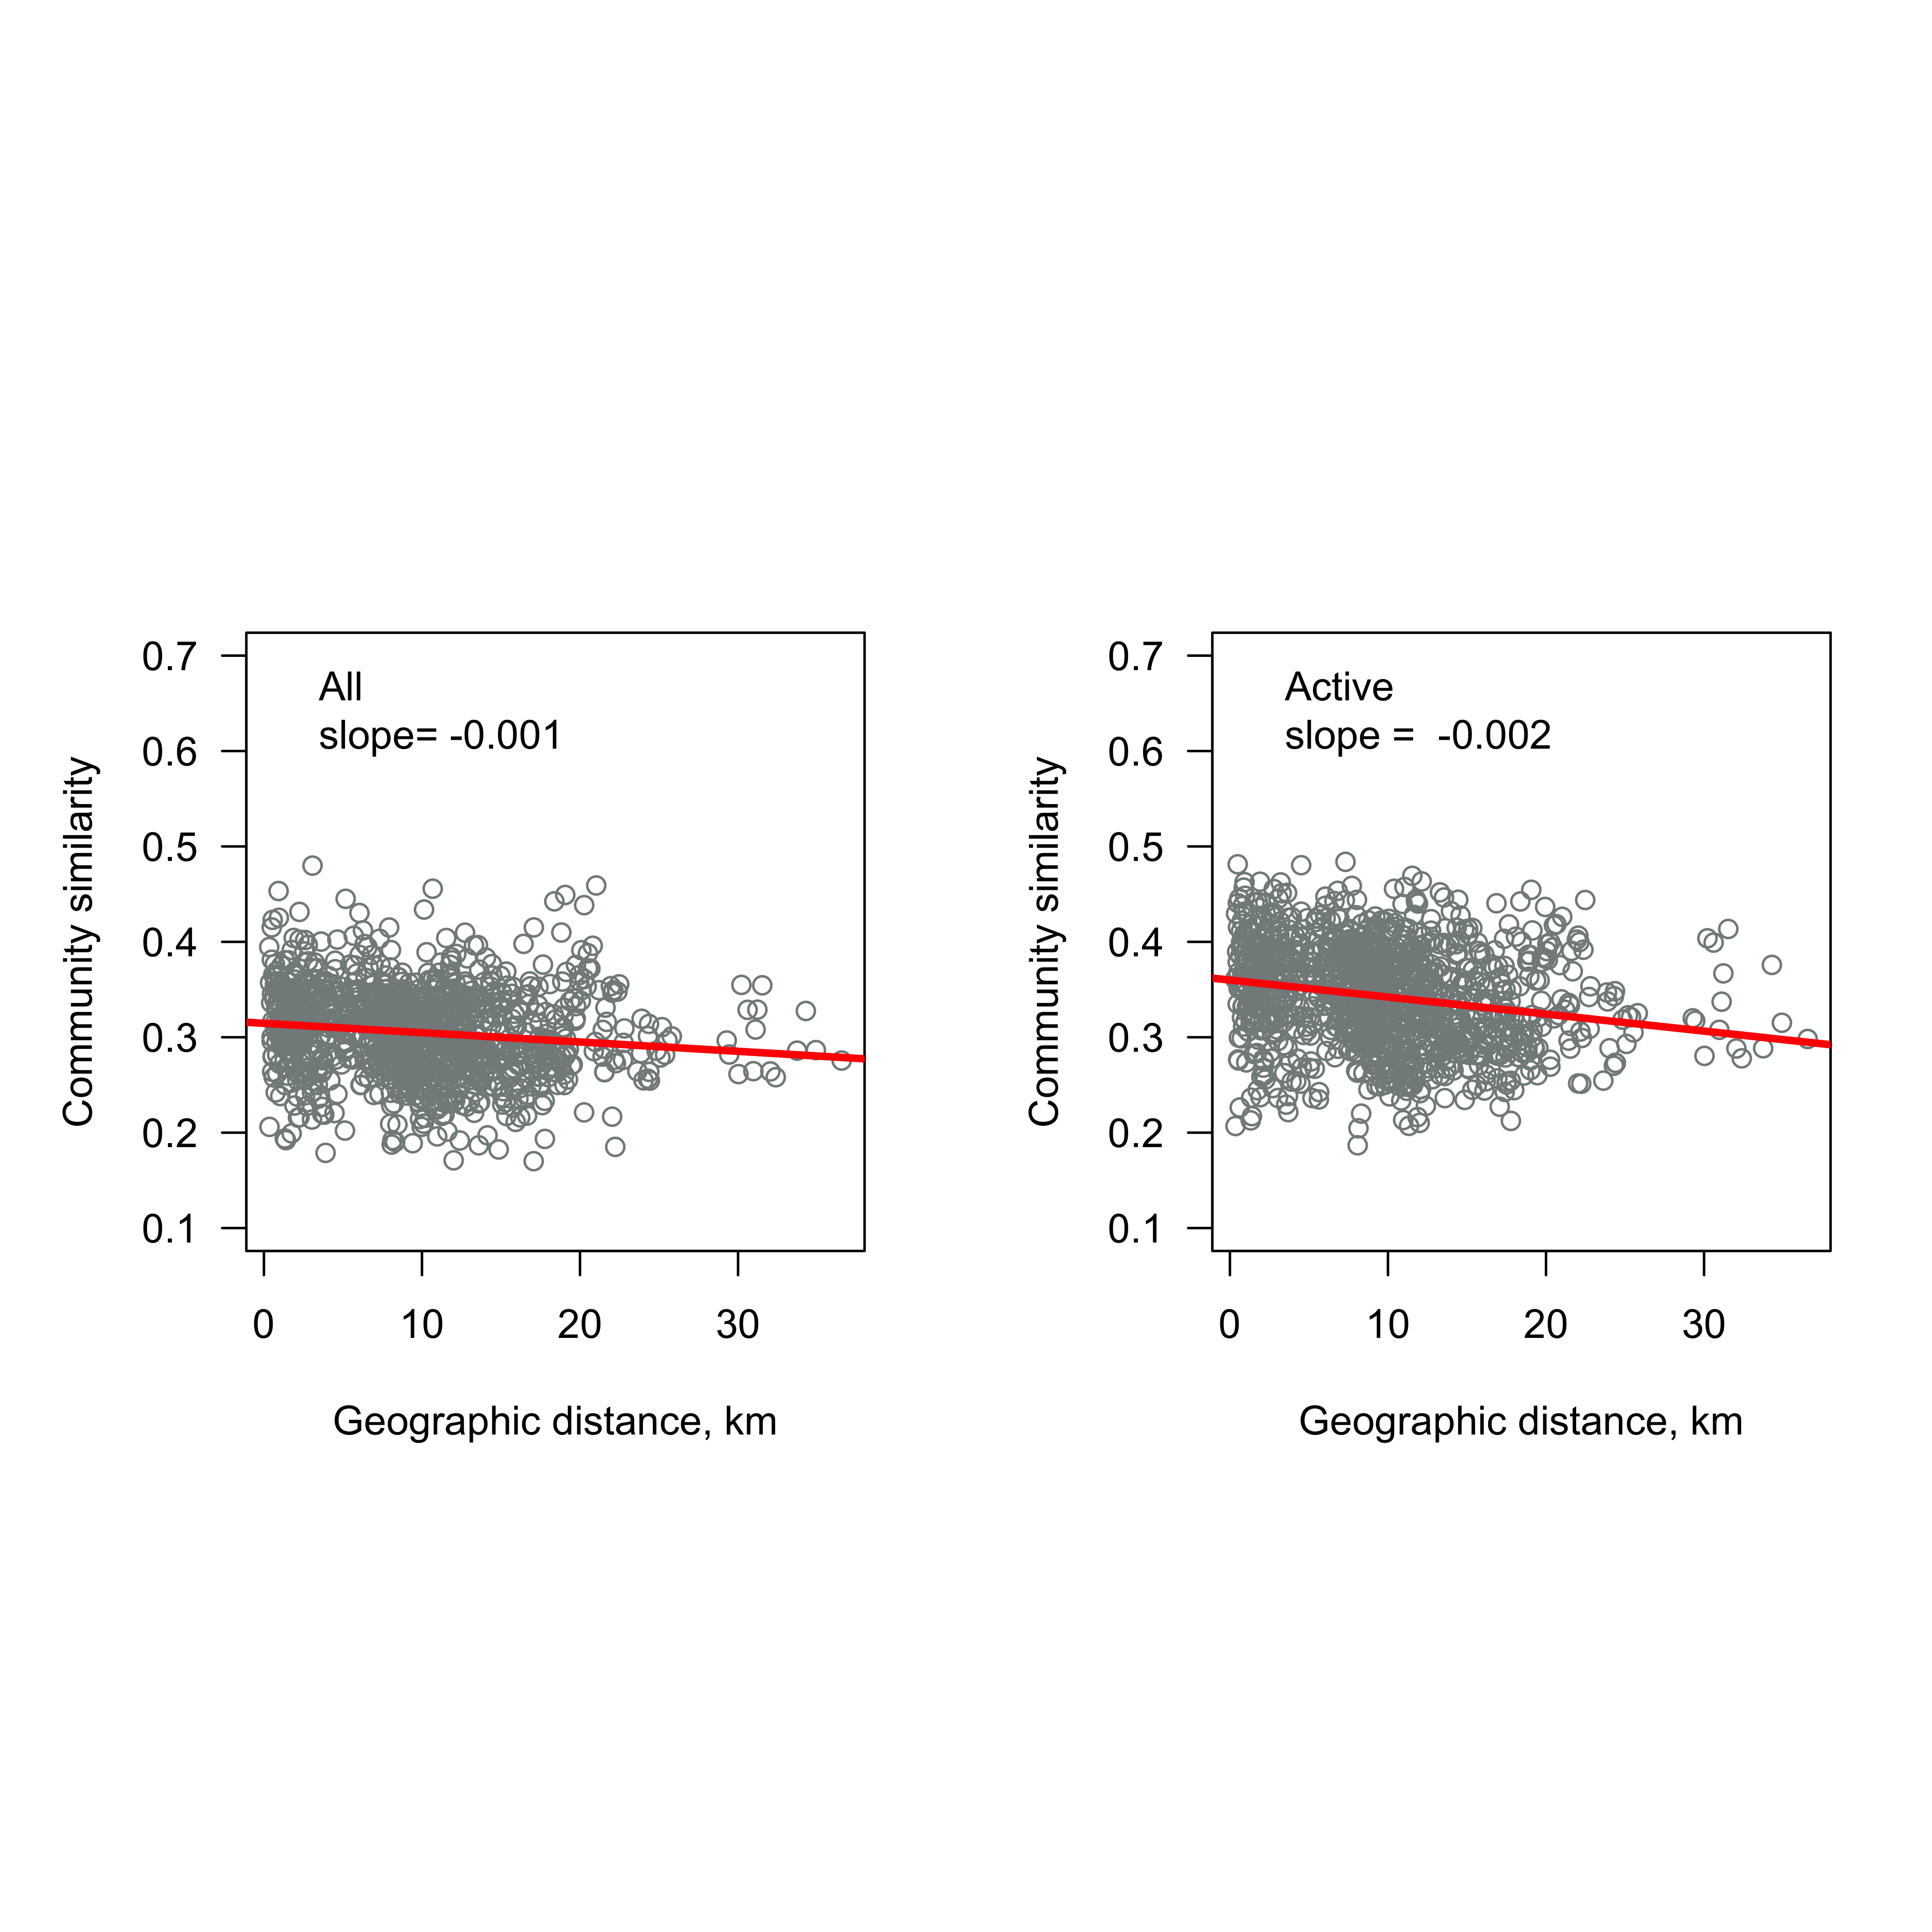 All
slope= -0.001
Community similarity
0.7
0.6
0.5
0.4
0.3
0.2
0.1
0 10 20 30
Geographic distance, km
Active
slope =  -0.002
Community similarity
0.7
0.6
0.5
0.4
0.3
0.2
0.1
0 10 20 30
Geographic distance, km